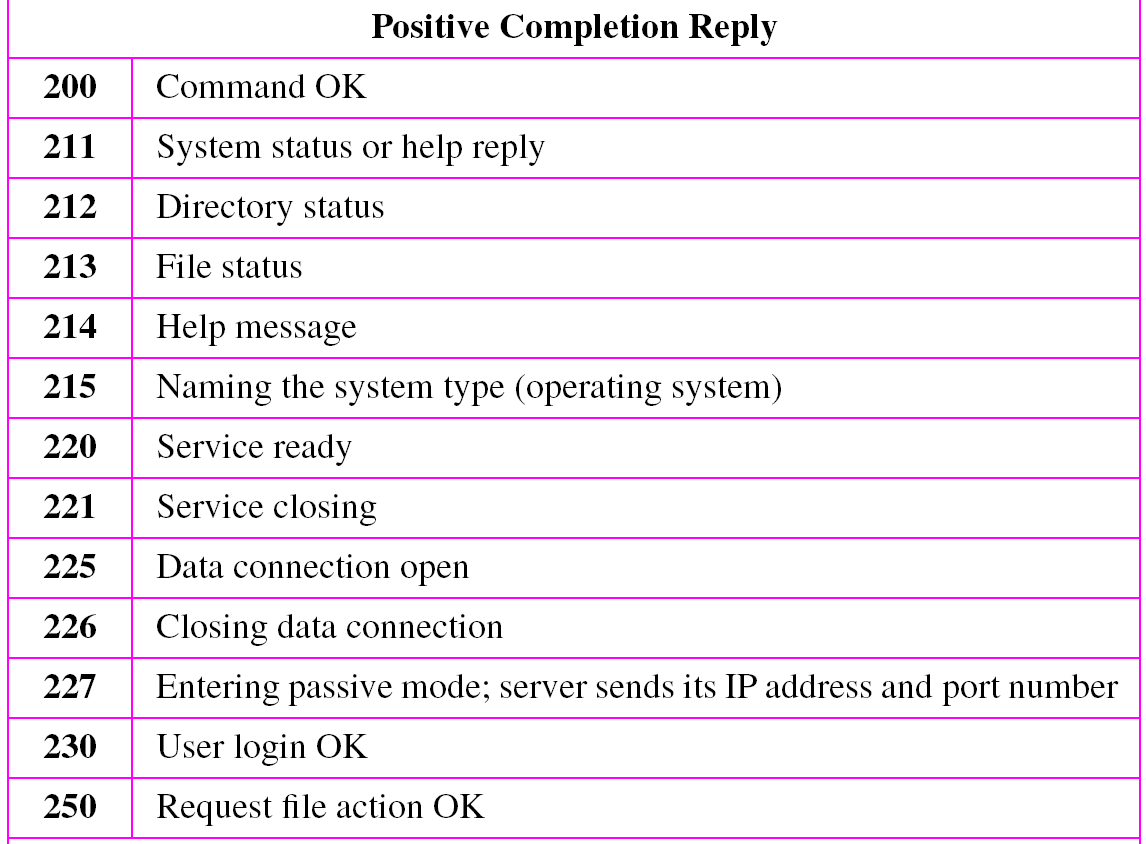 Positive Completion Reply
200 Command OK
211 System status or help reply
212 Directory status
213 File status
214 Help message
215 Naming the system type (operating system)
220 Service ready
221 Service closing
225 Data connection open
226 Closing data connection
227 Entering passive mode; server sends its IP address and port number
230 User login OK
250 Request file action OK